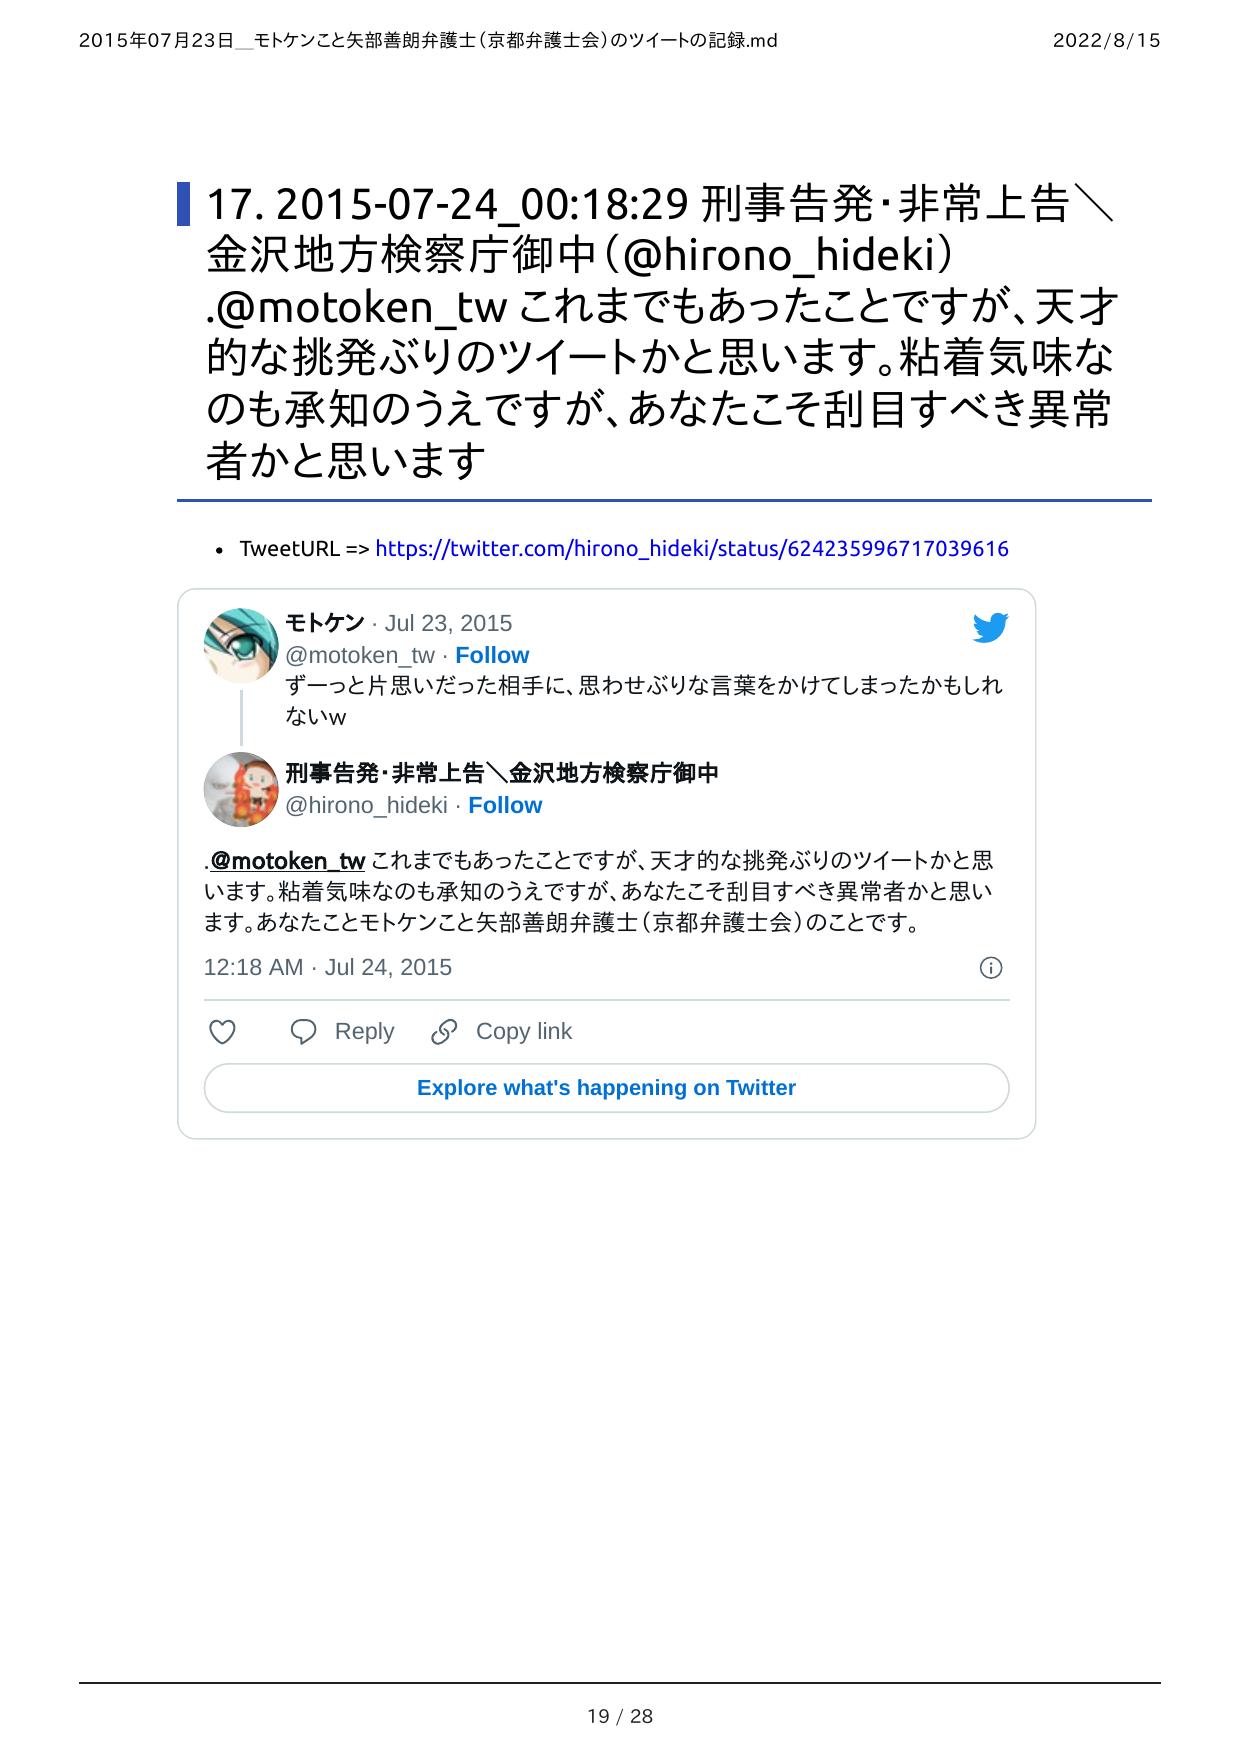 2015年07月23日__モトケンこと矢部善朗弁護士（京都弁護士会）のツイートの記録.md
2022/8/15
17. 2015-07-24_00:18:29 刑事告発・非常上告＼
金沢地方検察庁御中（@hirono_hideki）
.@motoken_tw これまでもあったことですが、天才
的な挑発ぶりのツイートかと思います。粘着気味な
のも承知のうえですが、あなたこそ刮目すべき異常
者かと思います
• TweetURL => https://twitter.com/hirono_hideki/status/624235996717039616
モトケン · Jul 23, 2015
@motoken_tw · Follow
ずーっと片思いだった相手に、思わせぶりな言葉をかけてしまったかもしれ
ないw
刑事告発・非常上告＼金沢地方検察庁御中
@hirono_hideki · Follow
.@motoken_tw これまでもあったことですが、天才的な挑発ぶりのツイートかと思
います。粘着気味なのも承知のうえですが、あなたこそ刮目すべき異常者かと思い
ます。あなたことモトケンこと矢部善朗弁護士（京都弁護士会）のことです。
12:18 AM · Jul 24, 2015
Reply
Copy link
Explore what's happening on Twitter
19 / 28